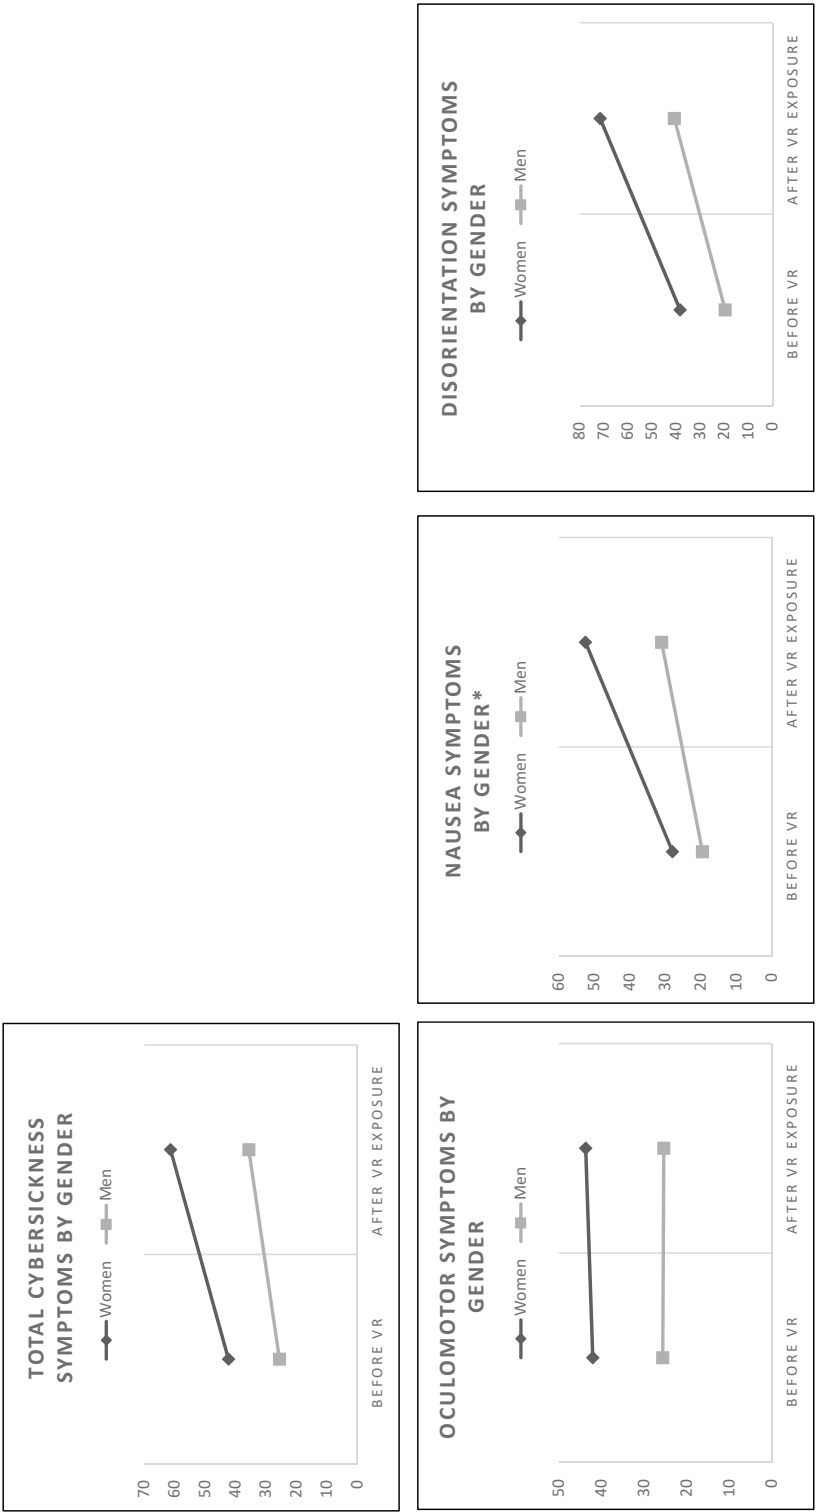 TOTAL CYBERSICKNESS
SYMPTOMS BY GENDER
Women Men
70
60
50
40
30
20
10
0
BEFORE VR AFTER VR EXPOSURE
OCULOMOTOR SYMPTOMS BY
GENDER
Women Men
50
40
30
20
10
0
BEFORE VR AFTER VR EXPOSURE
NAUSEA SYMPTOMS
BY GENDER*
Women Men
60
50
40
30
20
10
0
BEFORE VR AFTER VR EXPOSURE
DISORIENTATION SYMPTOMS
BY GENDER
Women Men
80
70
60
50
40
30
20
10
0
BEFORE VR AFTER VR EXPOSURE